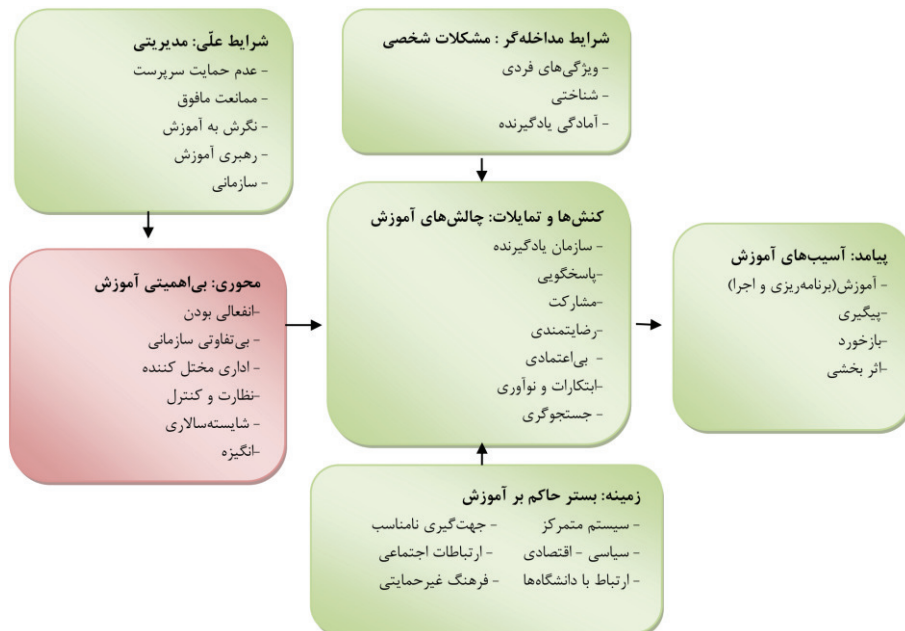 شرایط علّی: مدیریتی
- عدم حمایت سرپرست
- ممانعت مافوق
- نگرش به آموزش
- رهبری آموزش
- سازمانی
شرایط مداخله‌گر : مشکلات شخصی
- ویژگی‌های فردی
- شناختی
- آمادگی یادگیرنده
محوری: بی‌اهمیتی آموزش
-انفعالی بودن
- بی‌تفاوتی سازمانی
- اداری مختل کننده
-نظارت و کنترل
- شایسته‌سالاری
-انگیزه
کنش‌ها و تمایلات: چالش‌های آموزش
- سازمان یادگیرنده
-پاسخگویی
-مشارکت
-رضایتمندی
- بی‌اعتمادی
-ابتکارات و نوآوری
- جستجوگری
پیامد: آسیب‌های آموزش
- آموزش(برنامه‌ریزی و اجرا)
-پیگیری
-بازخورد
-اثر بخشی
زمینه: بستر حاکم بر آموزش
- سیستم متمرکز - جهت‌گیری نامناسب
- سیاسی - اقتصادی - ارتباطات اجتماعی
- ارتباط با دانشگاه‌ها - فرهنگ غیرحمایتی